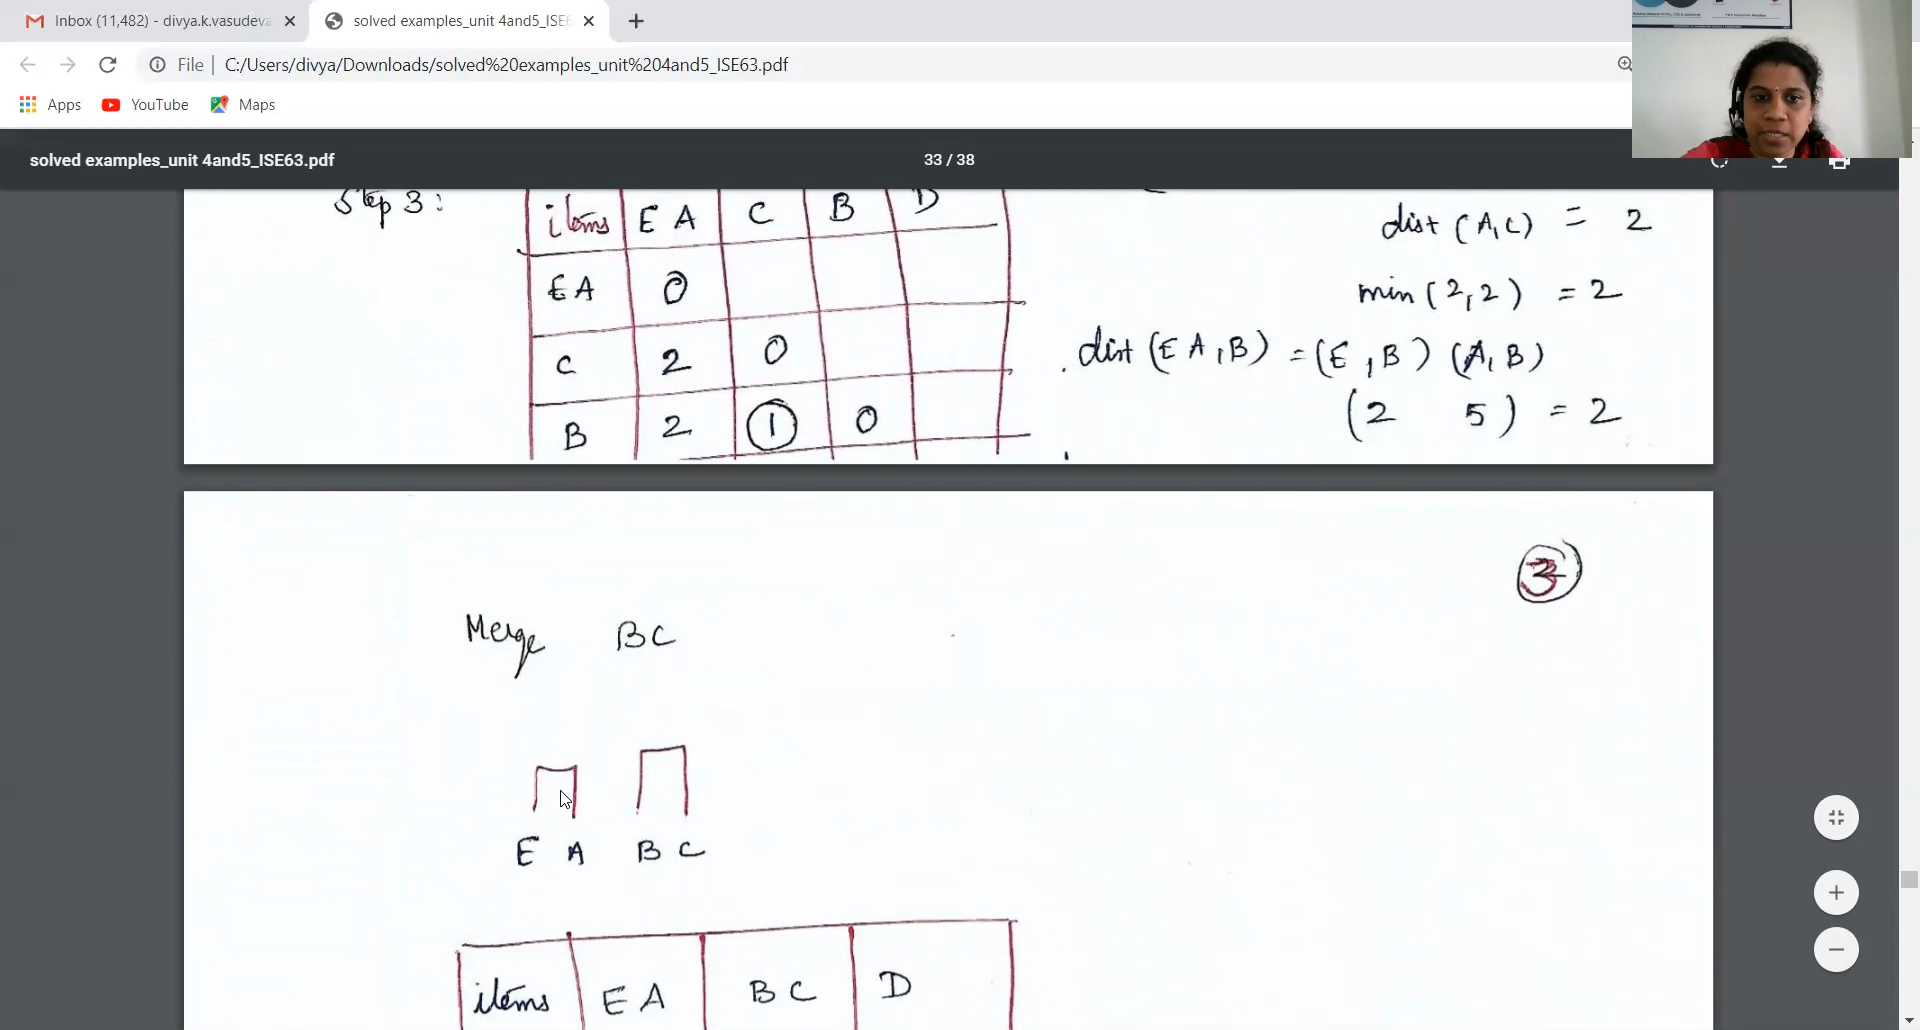 Inbox (11,482) - divya.k.vasudeva
solved examples_unit 4and5_ISE6
File | C:/Users/divya/Downloads/solved%20examples_unit%204and5_ISE63.pdf
Apps YouTube Maps
solved examples_unit 4and5_ISE63.pdf 33 / 38
Step 3:
items EA C B D
EA 0
C 2 0
B 2 1 0
dist (A,C) = 2
min (2,2) = 2
dist (EA,B) = (E,B) (A,B)
(2 5) = 2
3
Merge BC
E A B C
items EA BC D